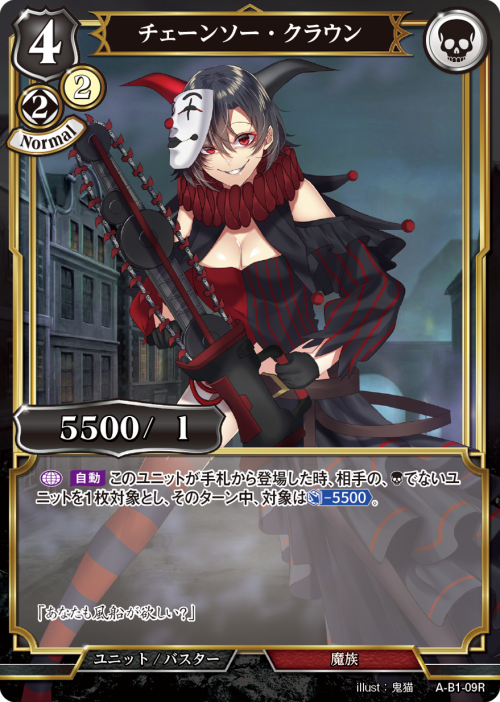 4
チェーンソー・クラウン
2
2
Normal
5500/ 1
自動 このユニットが手札から登場した時、相手の、でないユ
ニットを1枚対象とし、そのターン中、対象は-5500。
「あなたも風船が欲しい?」
ユニット/バスター
魔族
illust:鬼猫 A-B1-09R